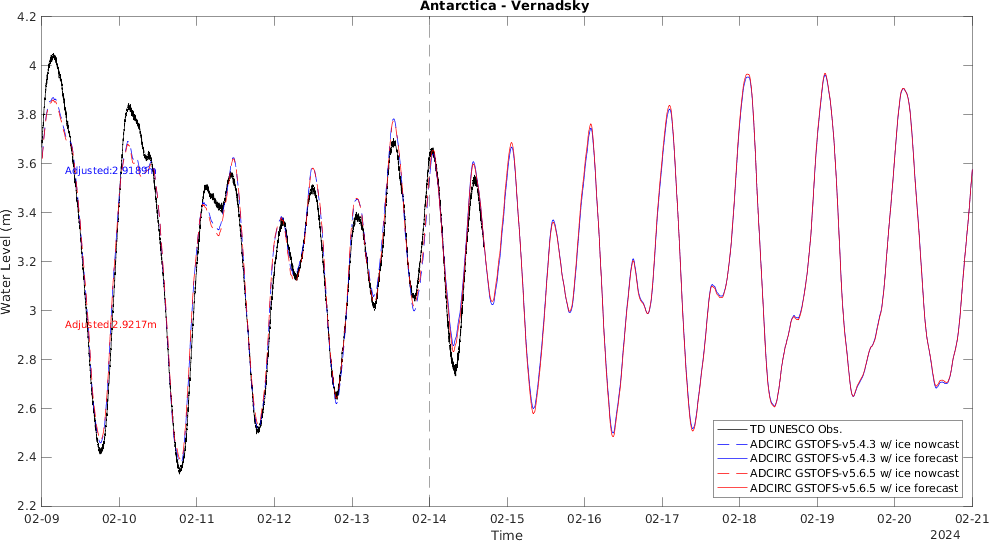 Antarctica - Vernadsky
4.2
4
3.8
3.6
3.4
3.2
3
2.8
2.6
2.4
2.2
Water Level (m)
Adjusted:2.9189m
Adjusted:2.9217m
TD UNESCO Obs.
ADCIRC GSTOFS-v5.4.3 w/ ice nowcast
ADCIRC GSTOFS-v5.4.3 w/ ice forecast
ADCIRC GSTOFS-v5.6.5 w/ ice nowcast
ADCIRC GSTOFS-v5.6.5 w/ ice forecast
02-09 02-10 02-11 02-12 02-13 02-14 02-15 02-16 02-17 02-18 02-19 02-20 02-21
Time
2024